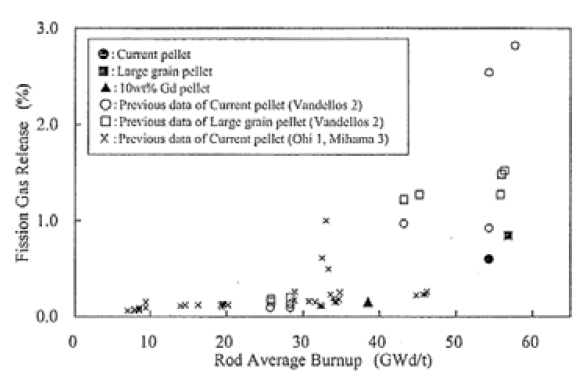 3.0
● : Current pellet
■ : Large grain pellet
▲ : 10wt% Gd pellet
○ : Previous data of Current pellet (Vandellos 2)
□ : Previous data of Large grain pellet (Vandellos 2)
× : Previous data of Current pellet (Ohi 1, Mihama 3)
2.0
1.0
0.0
Fission Gas Release (%)
0 10 20 30 40 50 60
Rod Average Burnup (GWd/t)